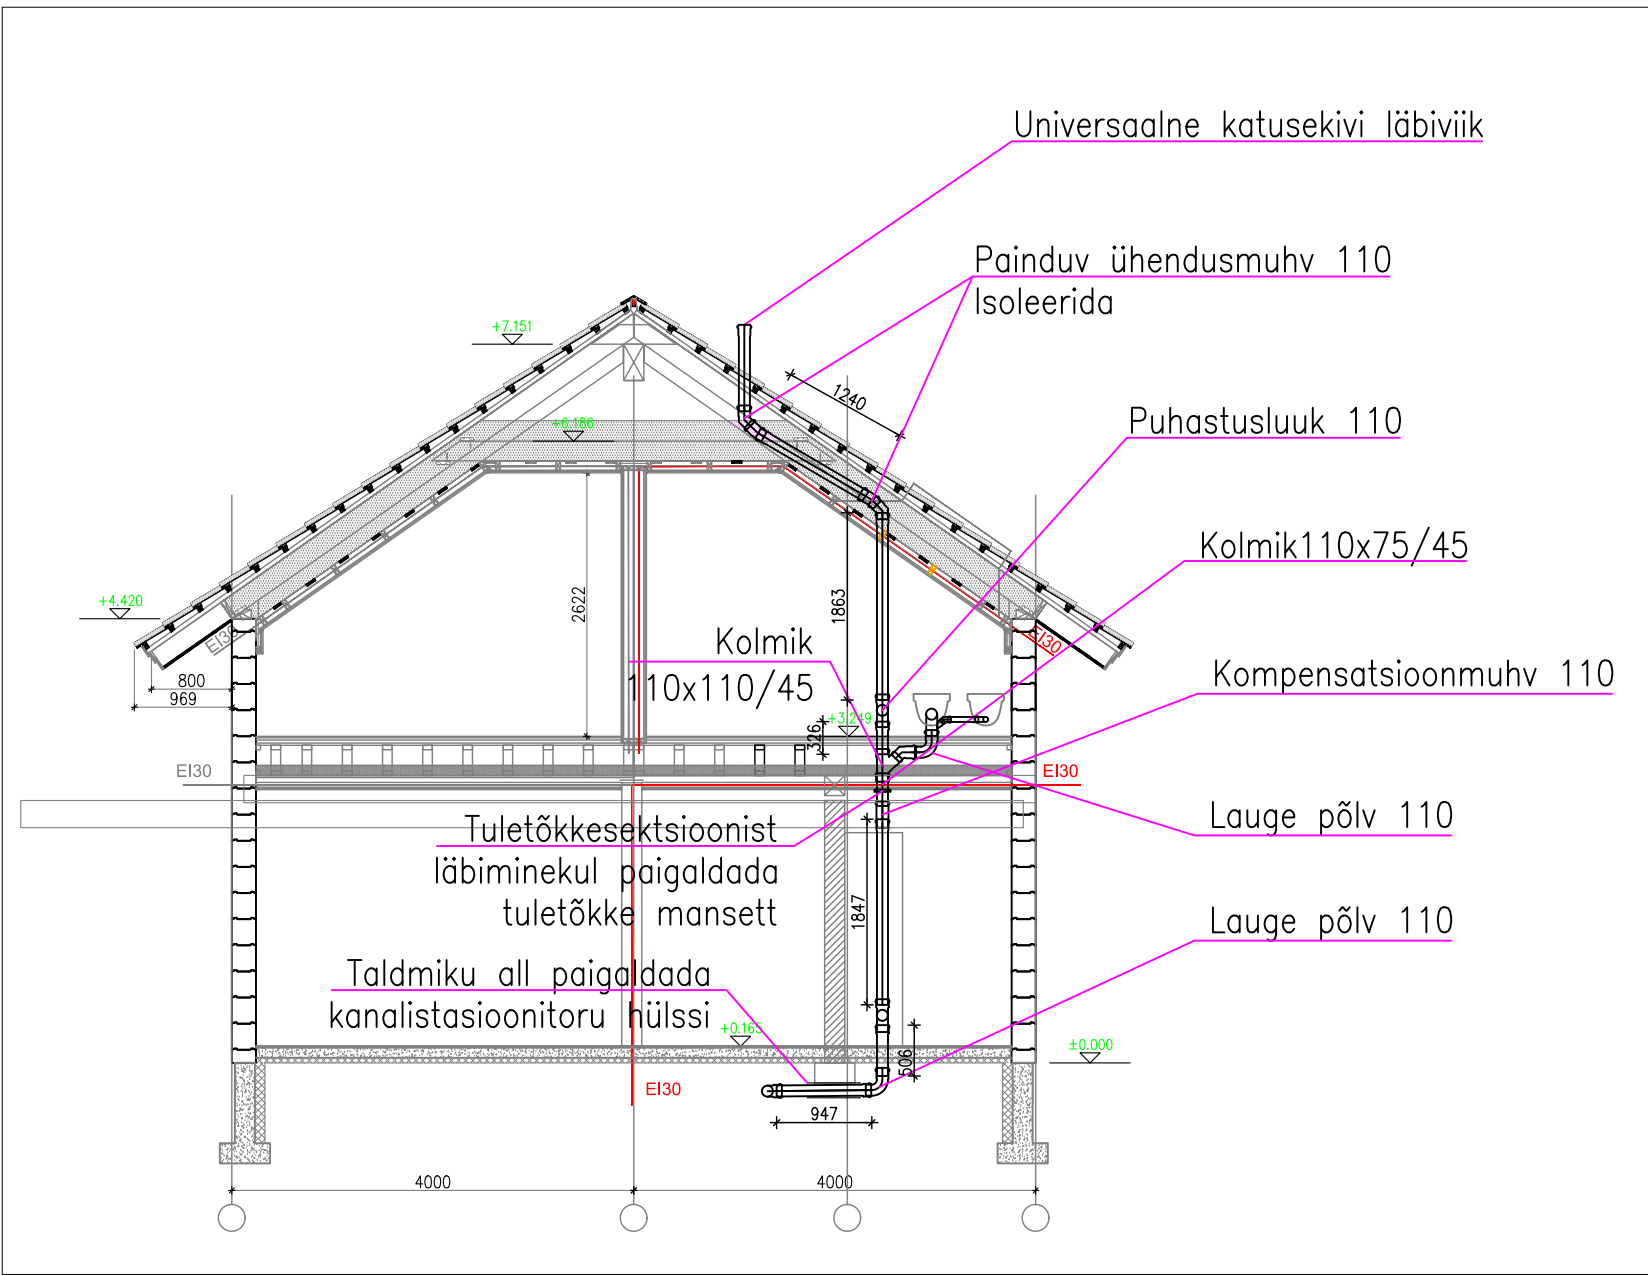 Universaalne katusekivi läbiviik
Painduv ühendusmuhv 110
Isoleerida
+7.151
1240
Puhastusluuk 110
+6.186
Kolmik110x75/45
+4.420
2622
1863
EI30
EI30
Kolmik
110x110/45
Kompensatsioonmuhv 110
800
969
+3.249
326
EI30
EI30
Lauge põlv 110
Tuletõkkesektsioonist
läbiminekul paigaldada
tuletõkke mansett
1847
Lauge põlv 110
Taldmiku all paigaldada
kanalistasioonitoru hülssi
+0.165
±0.000
506
EI30
947
4000
4000